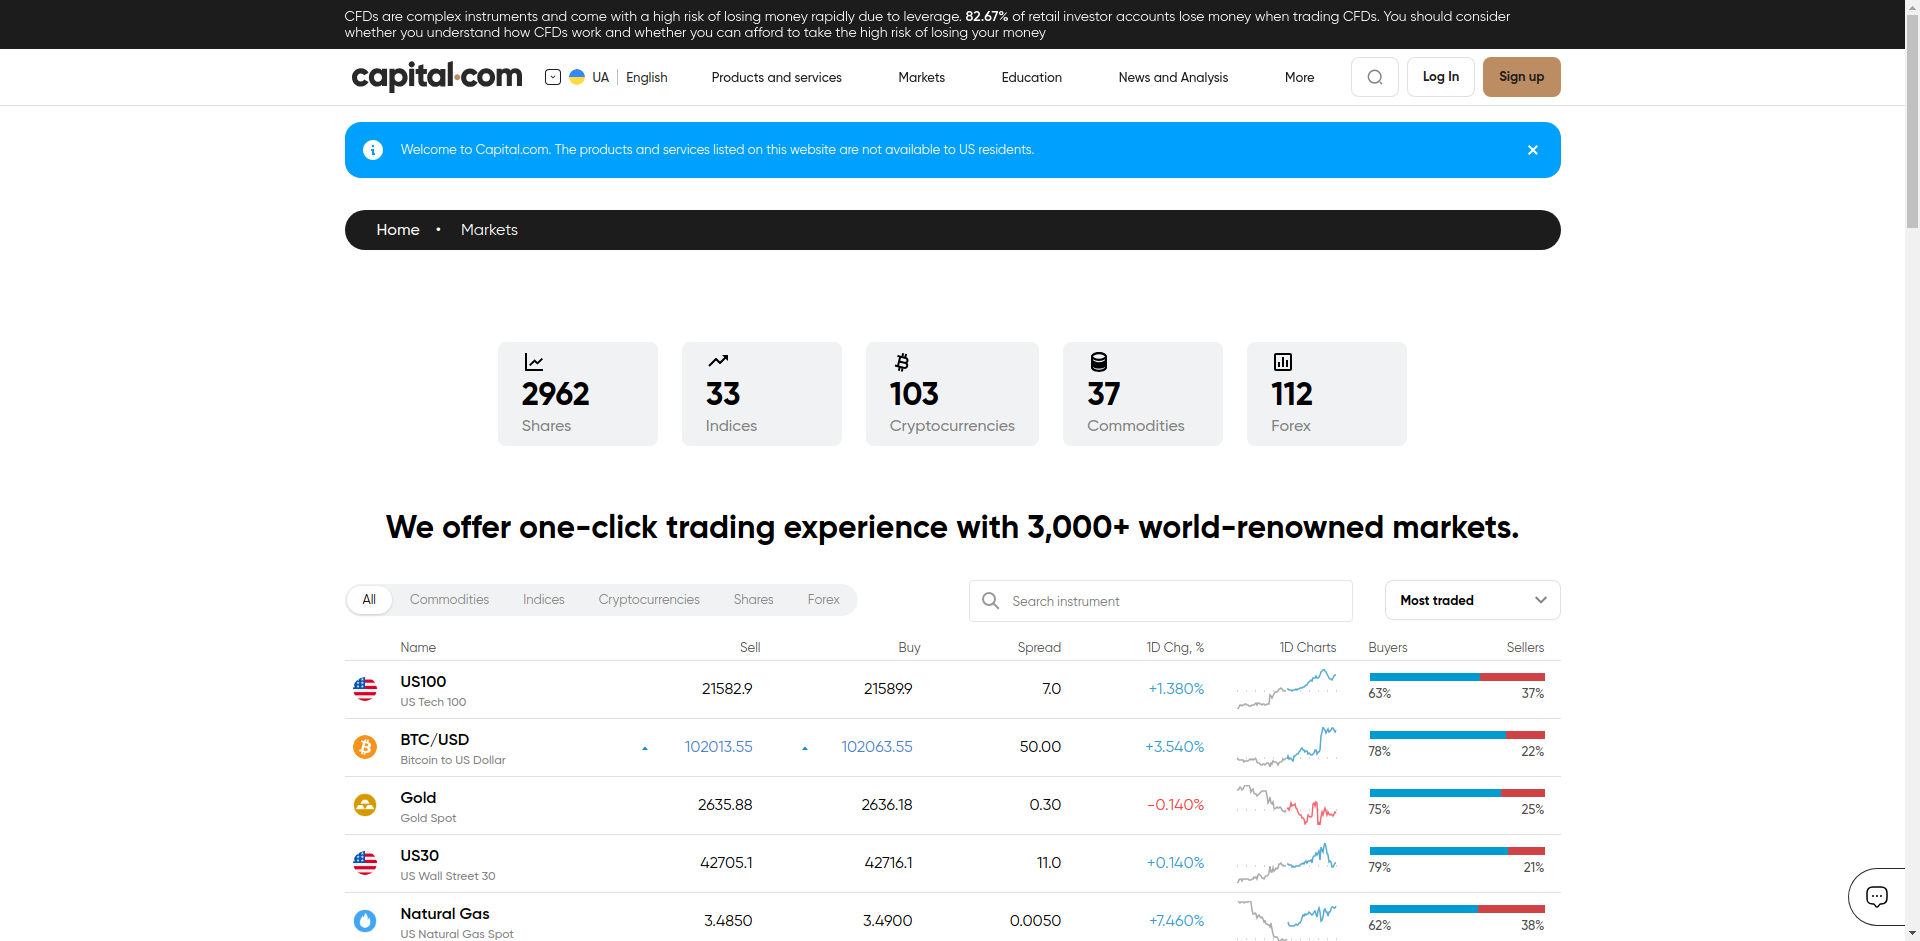 CFDs are complex instruments and come with a high risk of losing money rapidly due to leverage. 82.67% of retail investor accounts lose money when trading CFDs. You should consider
whether you understand how CFDs work and whether you can afford to take the high risk of losing your money
capital.com
UA English Products and services Markets Education News and Analysis More Log In Sign up
Welcome to Capital.com. The products and services listed on this website are not available to US residents.
Home • Markets
2962 33 103 37 112
Shares Indices Cryptocurrencies Commodities Forex
We offer one-click trading experience with 3,000+ world-renowned markets.
All Commodities Indices Cryptocurrencies Shares Forex Search instrument Most traded
Name Sell Buy Spread 1D Chg, % 1D Charts Buyers Sellers
US100 21582.9 21589.9 7.0 +1.380% 63% 37%
US Tech 100
BTC/USD 102013.55 102063.55 50.00 +3.540% 78% 22%
Bitcoin to US Dollar
Gold 2635.88 2636.18 0.30 -0.140% 75% 25%
Gold Spot
US30 42705.1 42716.1 11.0 +0.140% 79% 21%
US Wall Street 30
Natural Gas 3.4850 3.4900 0.0050 +7.460% 62% 38%
US Natural Gas Spot